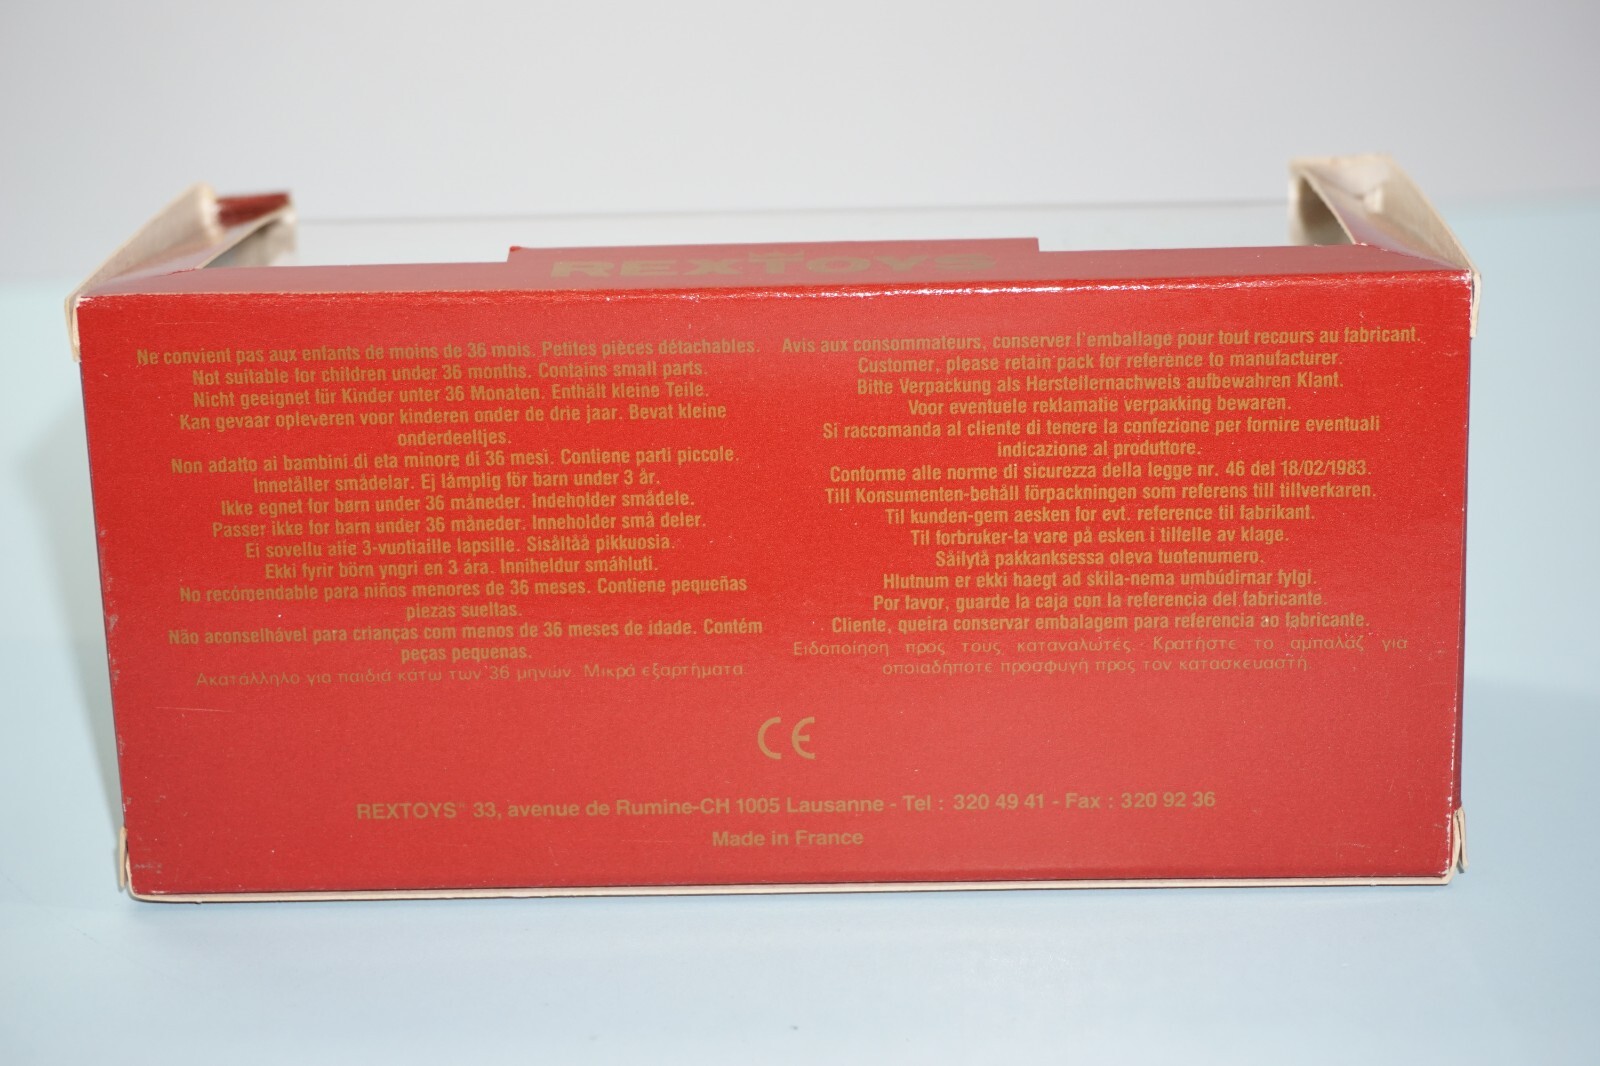 REXTOYS
Ne convient pas aux enfants de moins de 36 mois. Petites pièces détachables.
Not suitable for children under 36 months. Contains small parts.
Nicht geeignet für Kinder unter 36 Monaten. Enthält kleine Teile.
Kan gevaar opleveren voor kinderen onder de drie jaar. Bevat kleine
onderdeeltjes.
Non adatto ai bambini di eta minore di 36 mesi. Contiene parti piccole.
Innetåller smådelar. Ej låmplig för barn under 3 år.
Ikke egnet for børn under 36 måneder. Indeholder smådele.
Passer ikke for barn under 36 måneder. Inneholder små deler.
Ei sovellu alle 3-vuotiaille lapsille. Sisåltåå pikkuosia.
Ekki fyrir börn yngri en 3 ára. Inniheldur smáhluti.
No recómendable para niños menores de 36 meses. Contiene pequeñas
piezas sueltas.
Não aconselhável para crianças com menos de 36 meses de idade. Contém
peças pequenas.
Ακατάλληλο για παιδιά κάτω των 36 μηνών. Μικρά εξαρτήματα.
Avis aux consommateurs, conserver l'emballage pour tout recours au fabricant.
Customer, please retain pack for reference to manufacturer.
Bitte Verpackung als Herstellernachweis aufbewahren Klant.
Voor eventuele reklamatie verpakking bewaren.
Si raccomanda al cliente di tenere la confezione per fornire eventuali
indicazione al produttore.
Conforme alle norme di sicurezza della legge nr. 46 del 18/02/1983.
Till Konsumenten-behåll förpackningen som referens till tillverkaren.
Til kunden-gem aesken for evt. reference til fabrikant.
Til forbruker-ta vare på esken i tilfelle av klage.
Såilytå pakkanksessa oleva tuotenumero.
Hlutnum er ekki haegt ad skila-nema umbúdirnar fylgi.
Por favor, guarde la caja con la referencia del fabricante.
Cliente, queira conservar embalagem para referencia ao fabricante.
Ειδοποίηση προς τους καταναλωτές. Κρατήστε το αμπαλάζ για
οποιαδήποτε προσφυγή προς τον κατασκευαστή.
CE
REXTOYS™ 33, avenue de Rumine-CH 1005 Lausanne - Tel : 320 49 41 - Fax : 320 92 36
Made in France